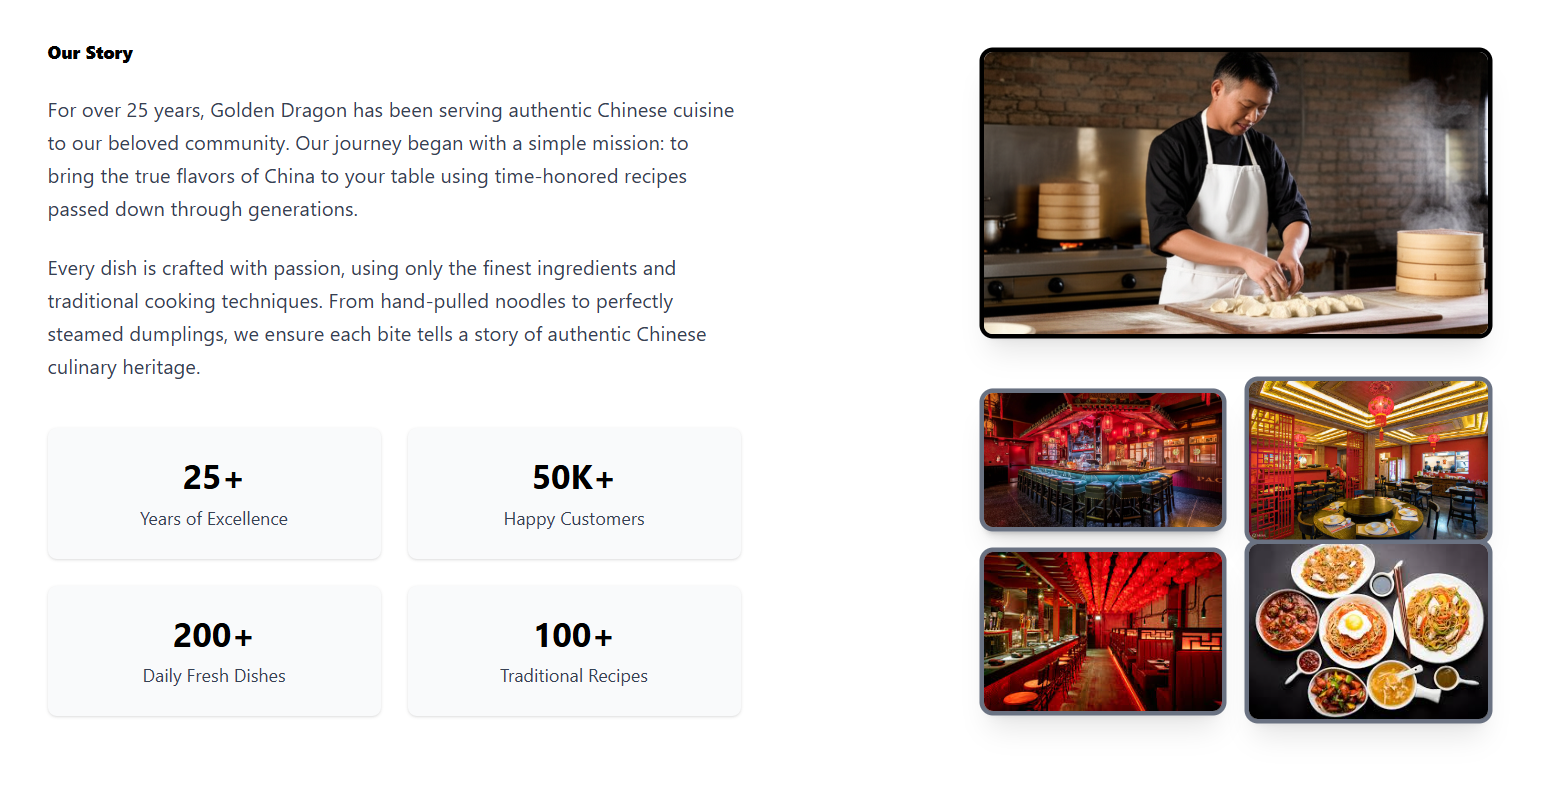 Our Story
For over 25 years, Golden Dragon has been serving authentic Chinese cuisine
to our beloved community. Our journey began with a simple mission: to
bring the true flavors of China to your table using time-honored recipes
passed down through generations.
Every dish is crafted with passion, using only the finest ingredients and
traditional cooking techniques. From hand-pulled noodles to perfectly
steamed dumplings, we ensure each bite tells a story of authentic Chinese
culinary heritage.
25+
Years of Excellence
50K+
Happy Customers
200+
Daily Fresh Dishes
100+
Traditional Recipes